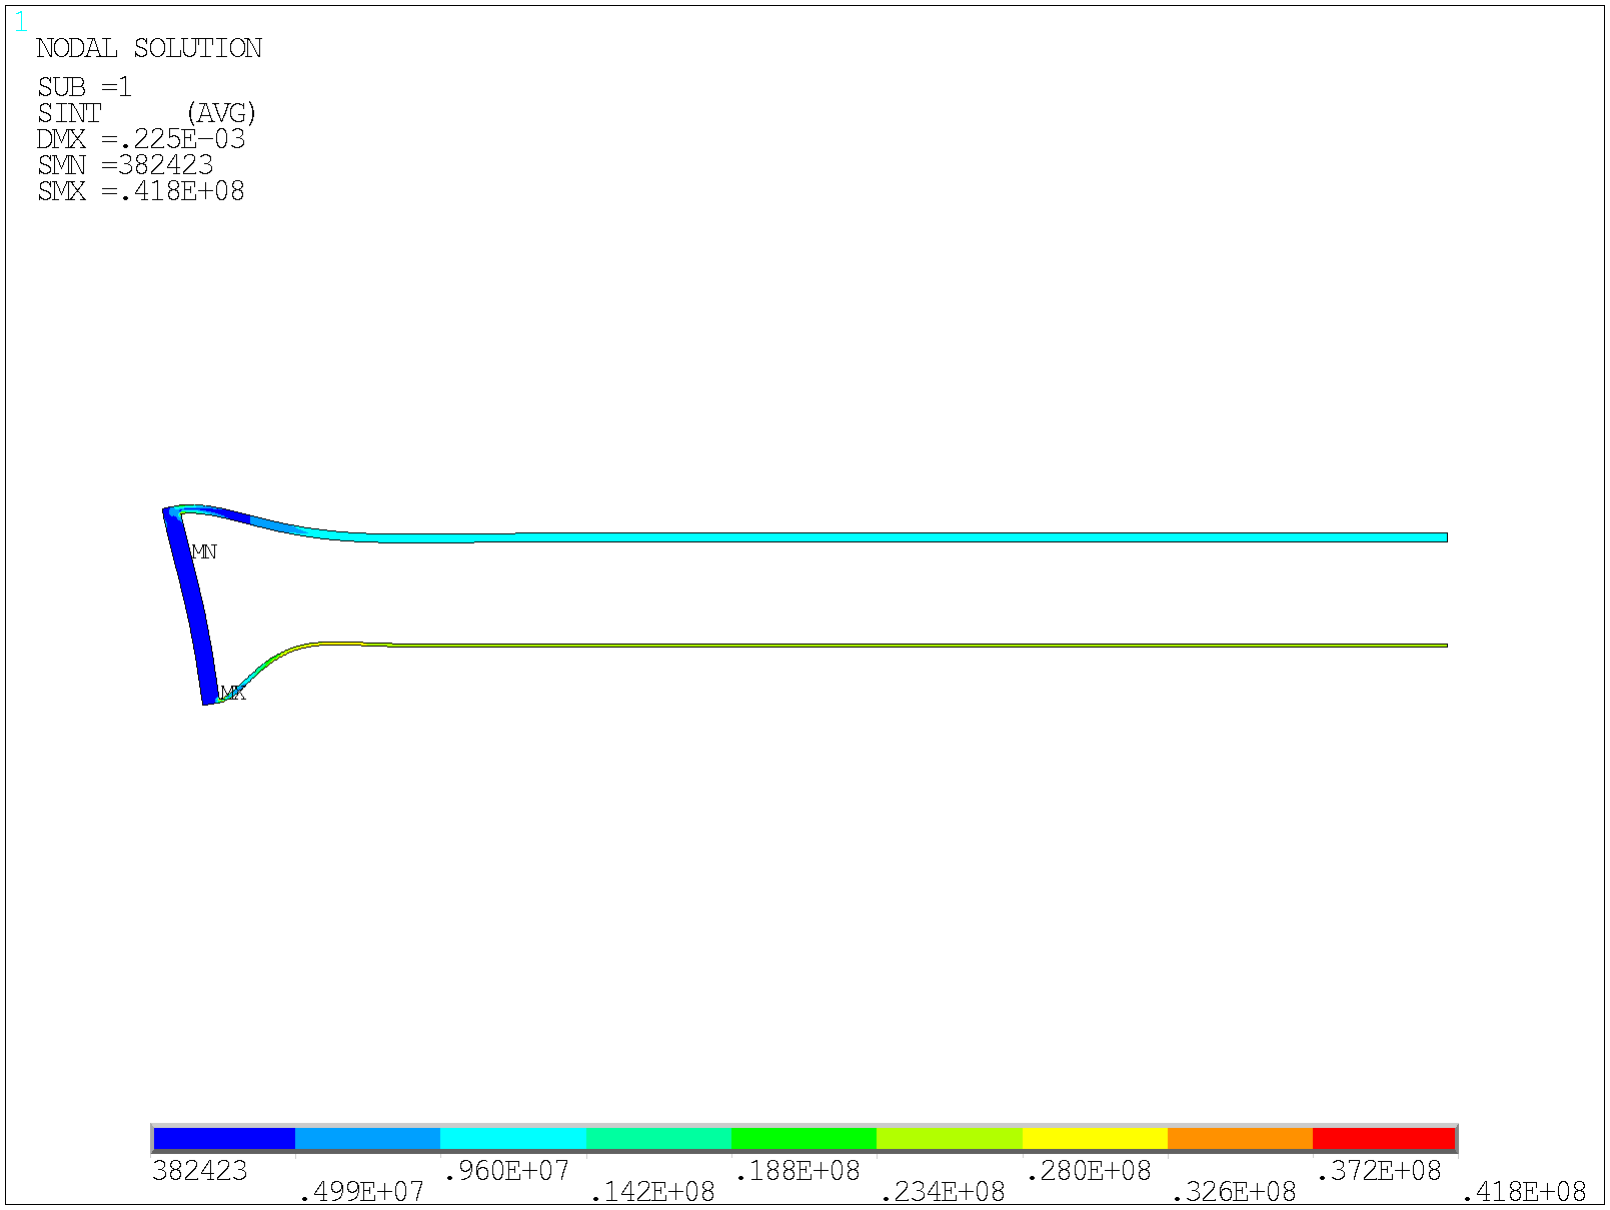 1
NODAL SOLUTION
SUB =1
SINT (AVG)
DMX =.225E-03
SMN =382423
SMX =.418E+08
MN
MX
382423 .960E+07 .188E+08 .280E+08 .372E+08
.499E+07 .142E+08 .234E+08 .326E+08 .418E+08